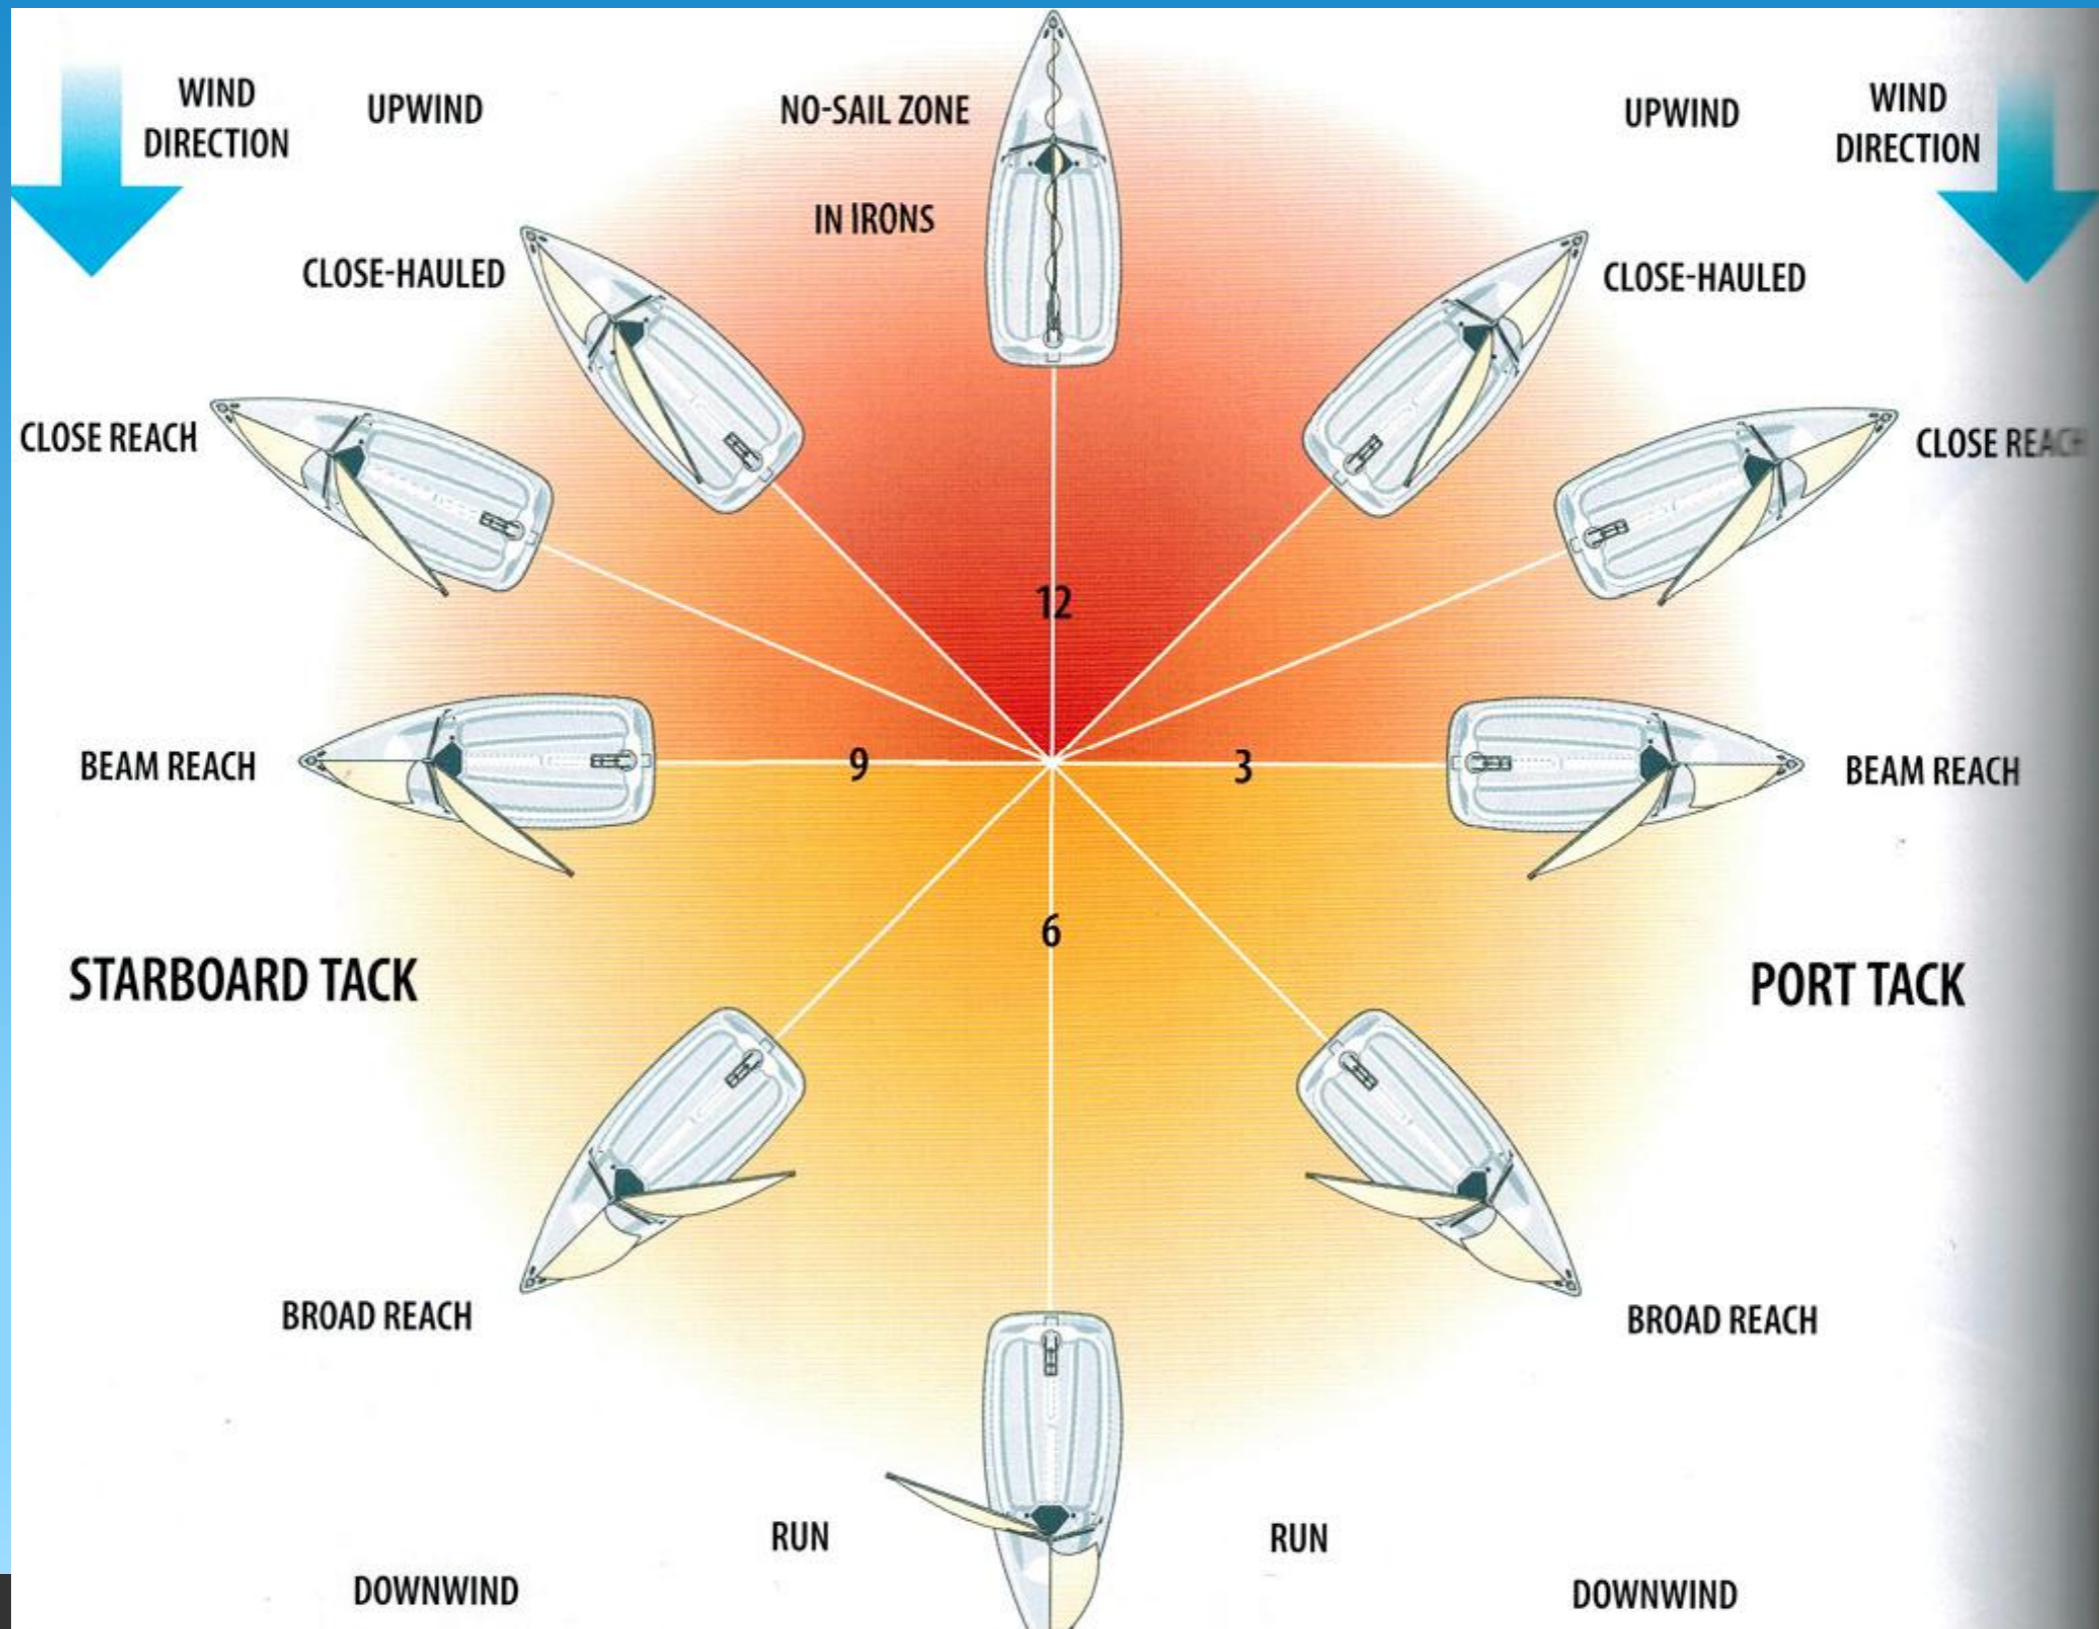 WIND
DIRECTION
UPWIND
NO-SAIL ZONE
UPWIND
WIND
DIRECTION
IN IRONS
CLOSE-HAULED
CLOSE-HAULED
CLOSE REACH
CLOSE REACH
12
BEAM REACH
9
3
BEAM REACH
6
STARBOARD TACK
PORT TACK
BROAD REACH
BROAD REACH
RUN
RUN
DOWNWIND
DOWNWIND